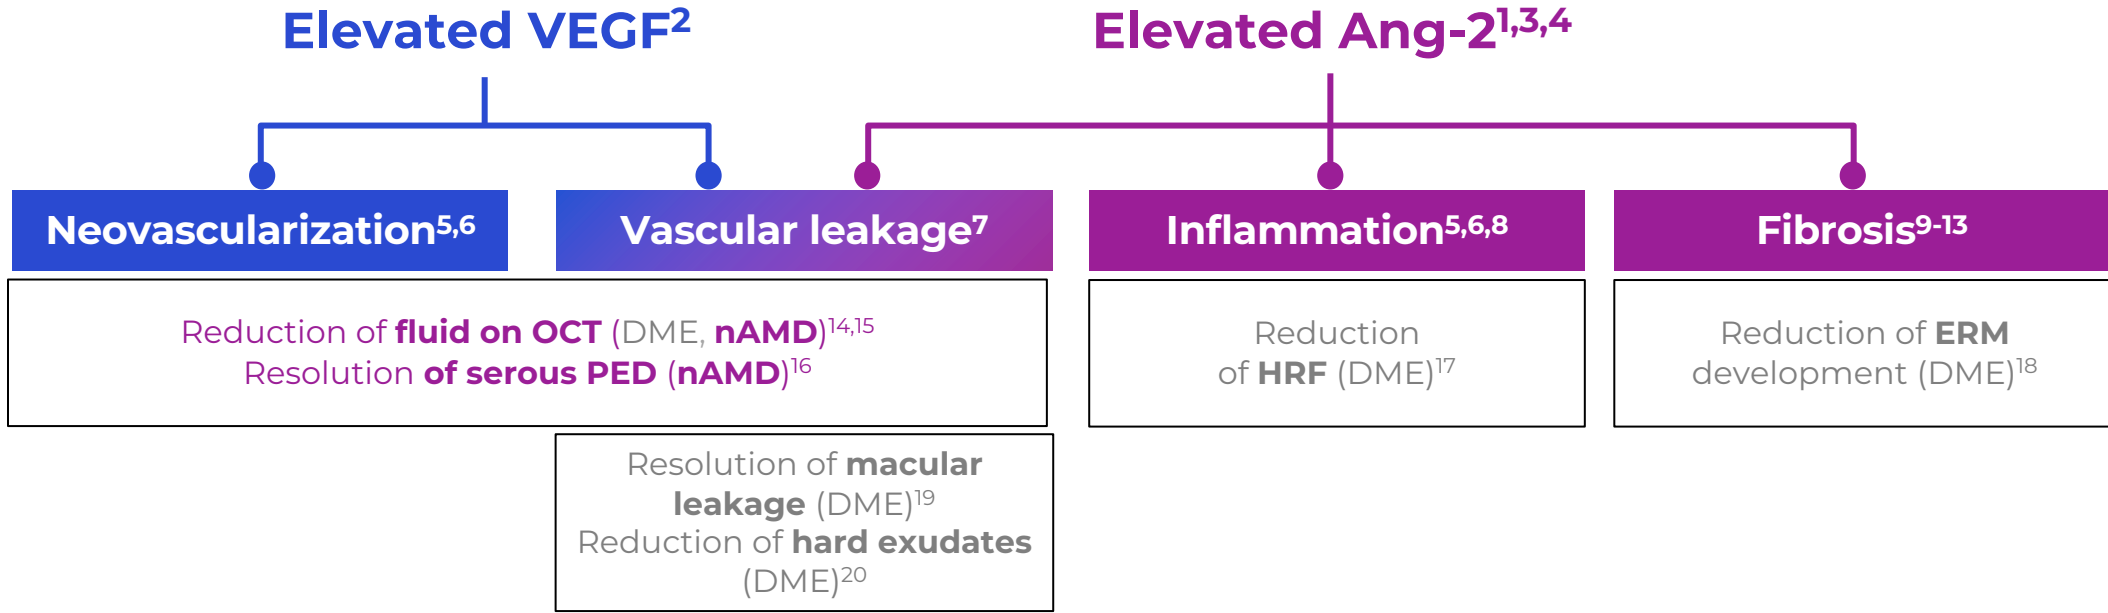 Elevated VEGF²
Elevated Ang-2¹,³,⁴
Neovascularization⁵,⁶
Vascular leakage⁷
Inflammation⁵,⁶,⁸
Fibrosis⁹⁻¹³
Reduction of fluid on OCT (DME, nAMD)¹⁴,¹⁵
Resolution of serous PED (nAMD)¹⁶
Reduction
of HRF (DME)¹⁷
Reduction of ERM
development (DME)¹⁸
Resolution of macular
leakage (DME)¹⁹
Reduction of hard exudates
(DME)²⁰